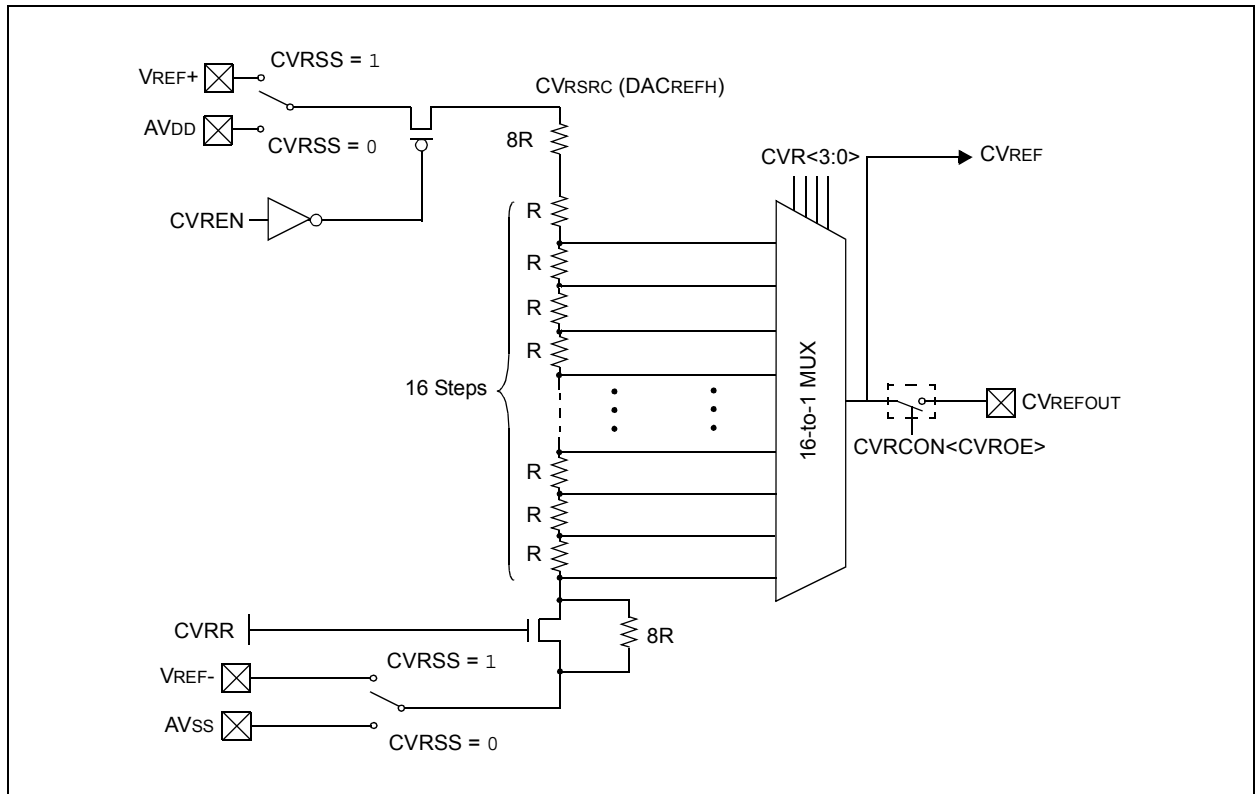 VREF+
CVRSS = 1
AVDD
CVRSS = 0
CVRSRC (DACREFH)
8R
CVREN
R
R
R
R
16 Steps
R
R
R
CVR<3:0>
CVREF
16-to-1 MUX
CVREFOUT
CVRCON<CVROE>
CVRR
8R
VREF-
CVRSS = 1
AVSS
CVRSS = 0